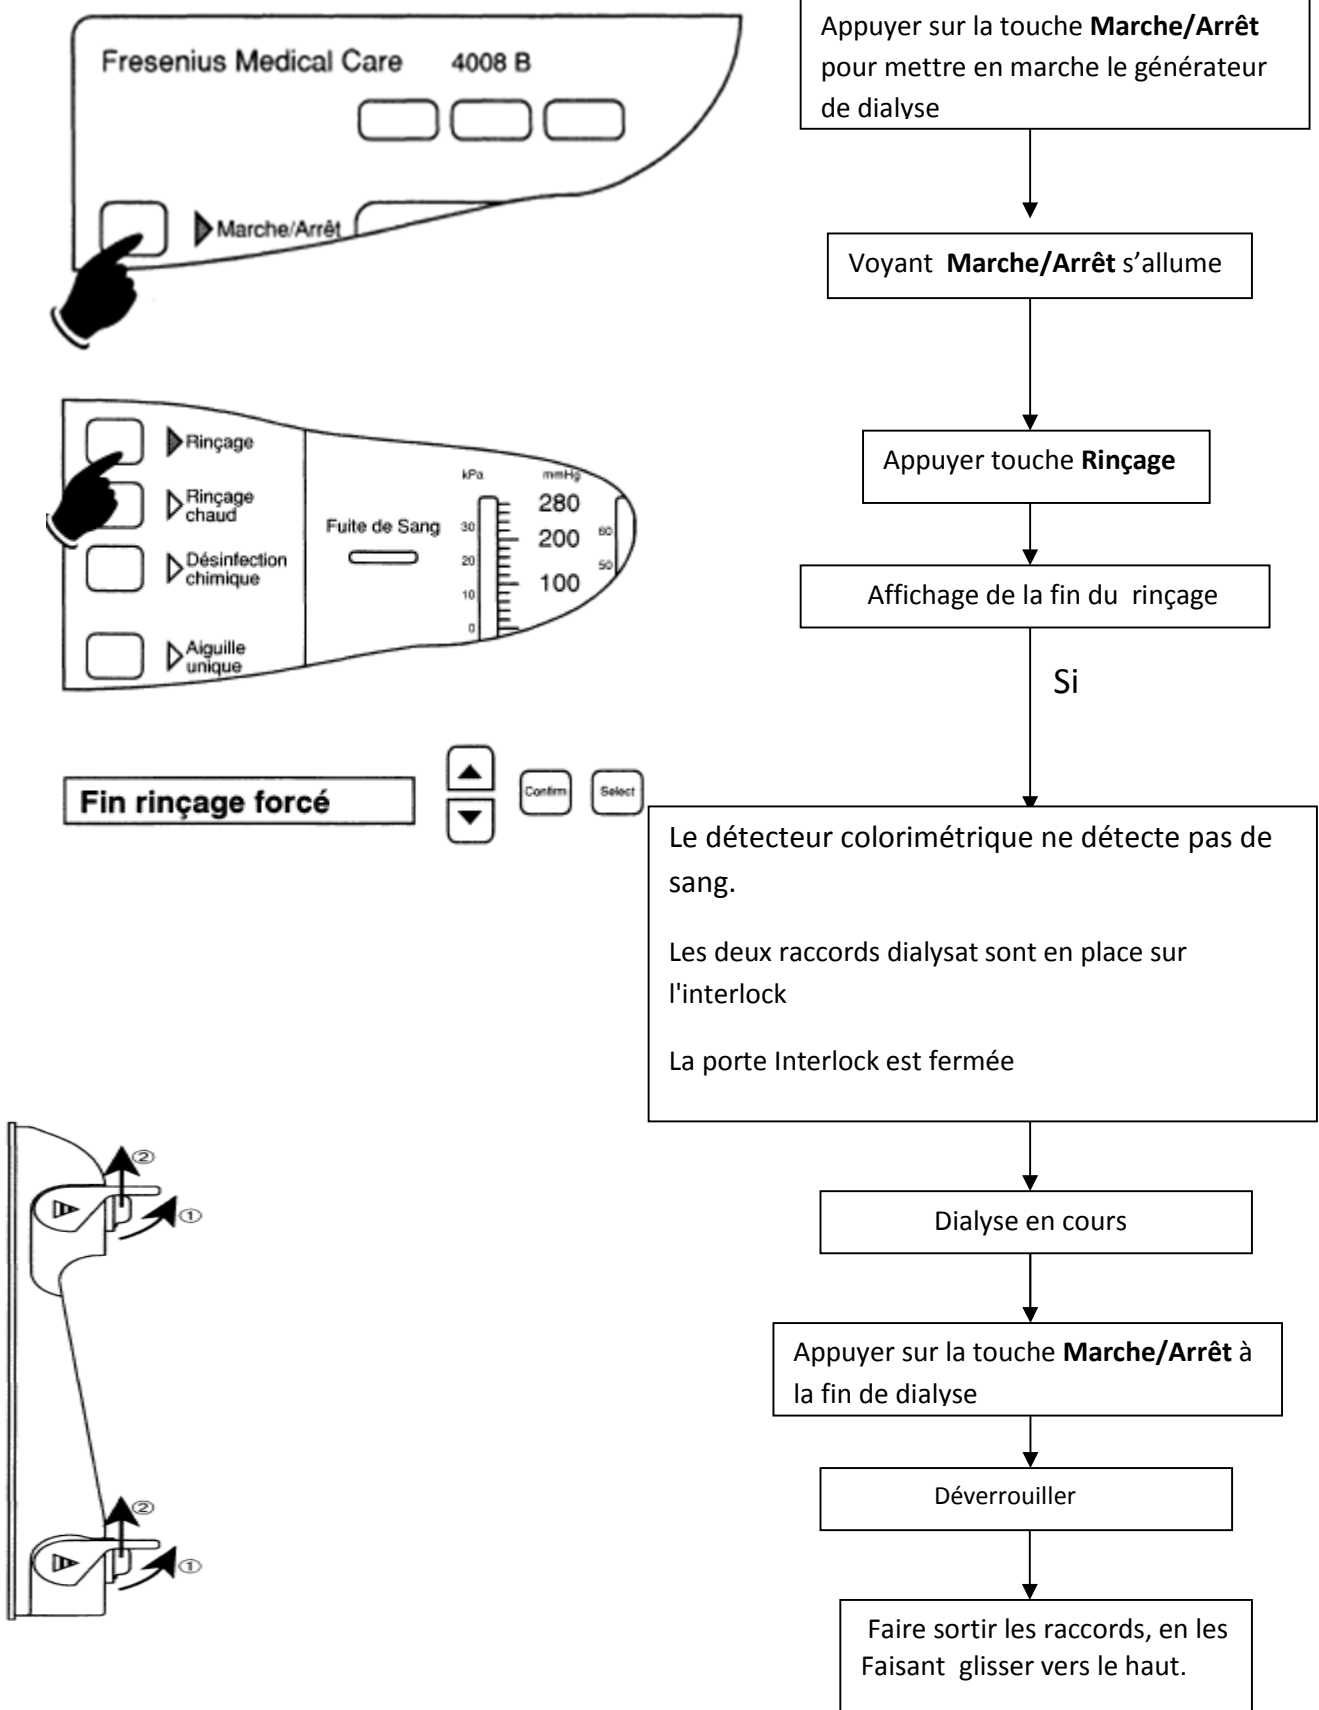 Fresenius Medical Care 4008 B
Marche/Arrêt
Appuyer sur la touche Marche/Arrêt
pour mettre en marche le générateur
de dialyse
Voyant Marche/Arrêt s’allume
Rinçage
Rinçage
chaud
Désinfection
chimique
Aiguille
unique
Fuite de Sang
kPa
30
20
10
0
mmHg
280
200
100
60
50
Appuyer touche Rinçage
Affichage de la fin du rinçage
Si
Fin rinçage forcé
Confirm
Select
Le détecteur colorimétrique ne détecte pas de
sang.
Les deux raccords dialysat sont en place sur
l'interlock
La porte Interlock est fermée
②
①
Dialyse en cours
Appuyer sur la touche Marche/Arrêt à
la fin de dialyse
②
①
Déverrouiller
Faire sortir les raccords, en les
Faisant glisser vers le haut.